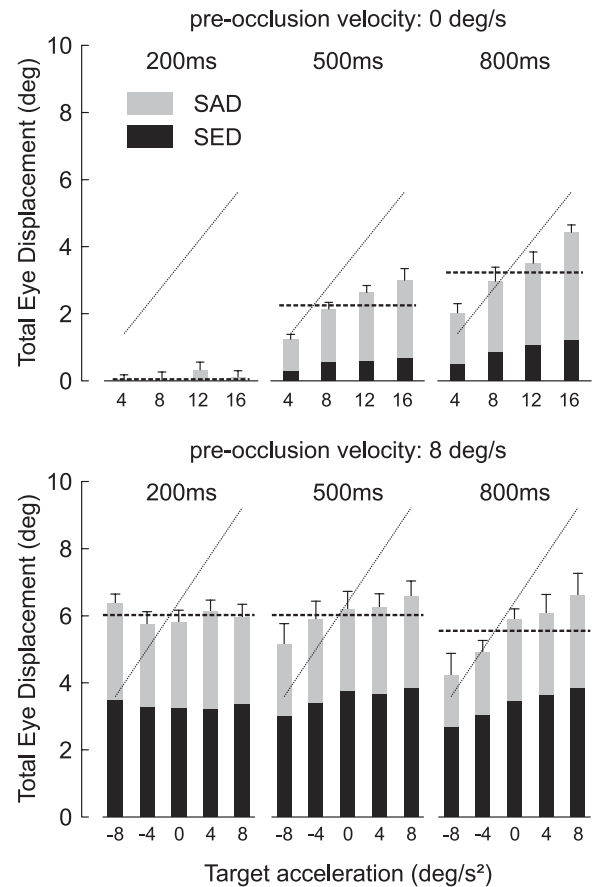 pre-occlusion velocity: 0 deg/s
200ms 500ms 800ms
SAD
SED
Total Eye Displacement (deg)
10
8
6
4
2
0
4 8 12 16 4 8 12 16 4 8 12 16
pre-occlusion velocity: 8 deg/s
200ms 500ms 800ms
Total Eye Displacement (deg)
10
8
6
4
2
0
-8 -4 0 4 8 -8 -4 0 4 8 -8 -4 0 4 8
Target acceleration (deg/s²)